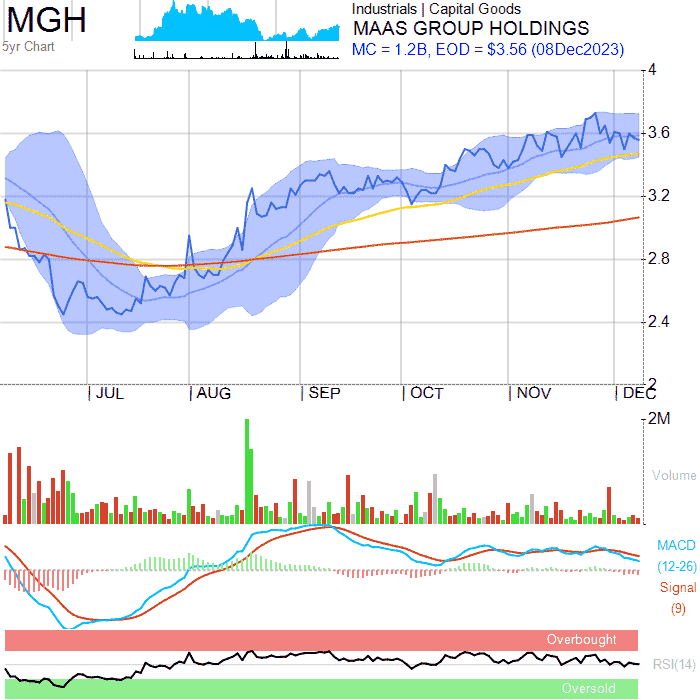 MGH
5yr Chart
Industrials | Capital Goods
MAAS GROUP HOLDINGS
MC = 1.2B, EOD = $3.56 (08Dec2023)
4
3.6
3.2
2.8
2.4
2
JUL AUG SEP OCT NOV DEC
2M
Volume
MACD
(12-26)
Signal
(9)
Overbought
RSI(14)
Oversold